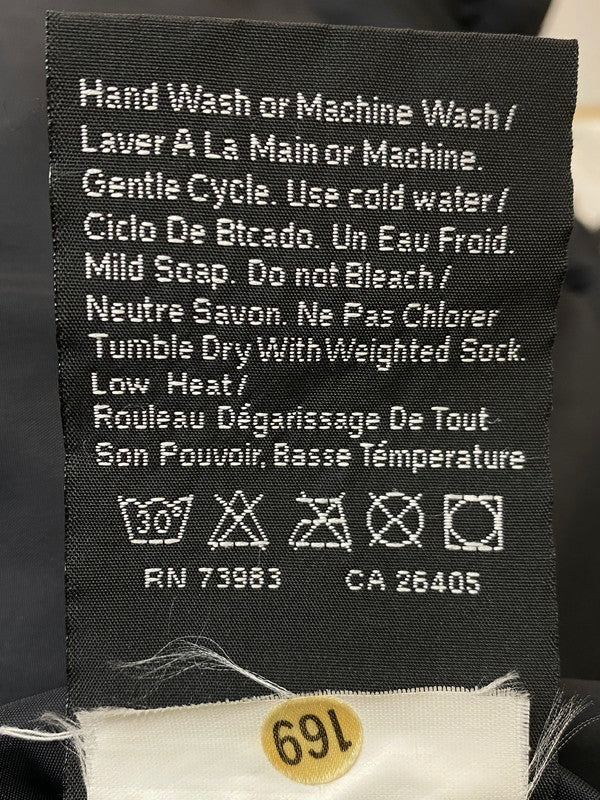 Hand Wash or Machine Wash /
Laver A La Main or Machine.
Gentle Cycle. Use cold water /
Ciclo De Btcado. Un Eau Froid.
Mild Soap. Do not Bleach /
Neutre Savon. Ne Pas Chlorer
Tumble Dry With Weighted Sock.
Low Heat /
Rouleau Dégarissage De Tout
Son Pouvoir, Basse Témperature
30°
RN 73983 CA 26405
169